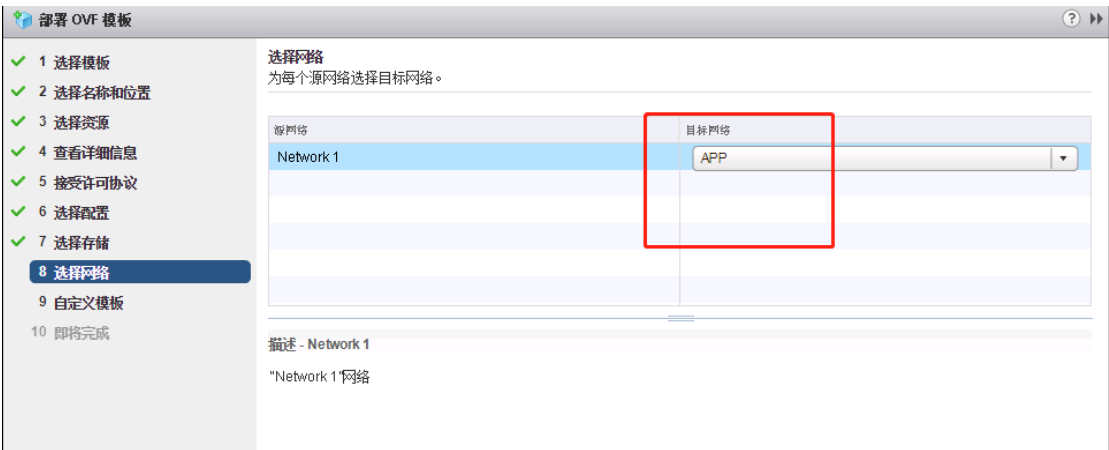 部署 OVF 模板
1 选择模板
2 选择名称和位置
3 选择资源
4 查看详细信息
5 接受许可协议
6 选择配置
7 选择存储
8 选择网络
9 自定义模板
10 即将完成
选择网络
为每个源网络选择目标网络。
源网络 目标网络
Network 1 APP
描述 - Network 1
"Network 1"网络